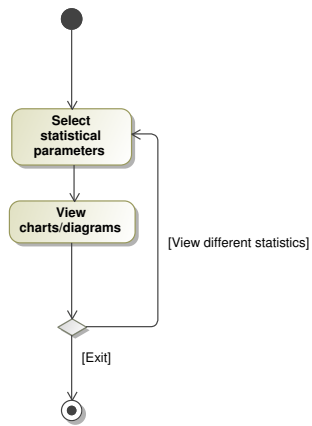 Select
statistical
parameters
View
charts/diagrams
[View different statistics]
[Exit]